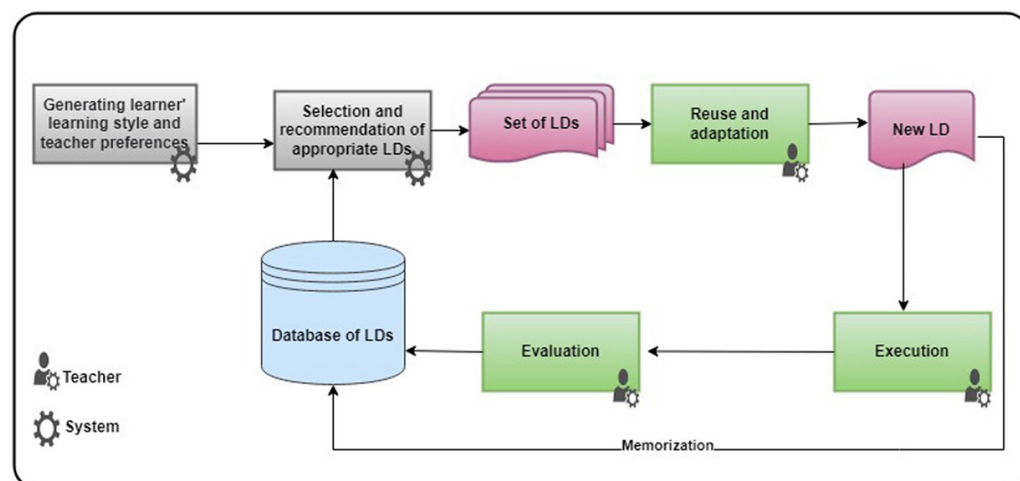 Generating learner'
learning style and
teacher preferences
Selection and
recommendation of
appropriate LDs
Set of LDs
Reuse and
adaptation
New LD
Database of LDs
Evaluation
Execution
Teacher
System
Memorization